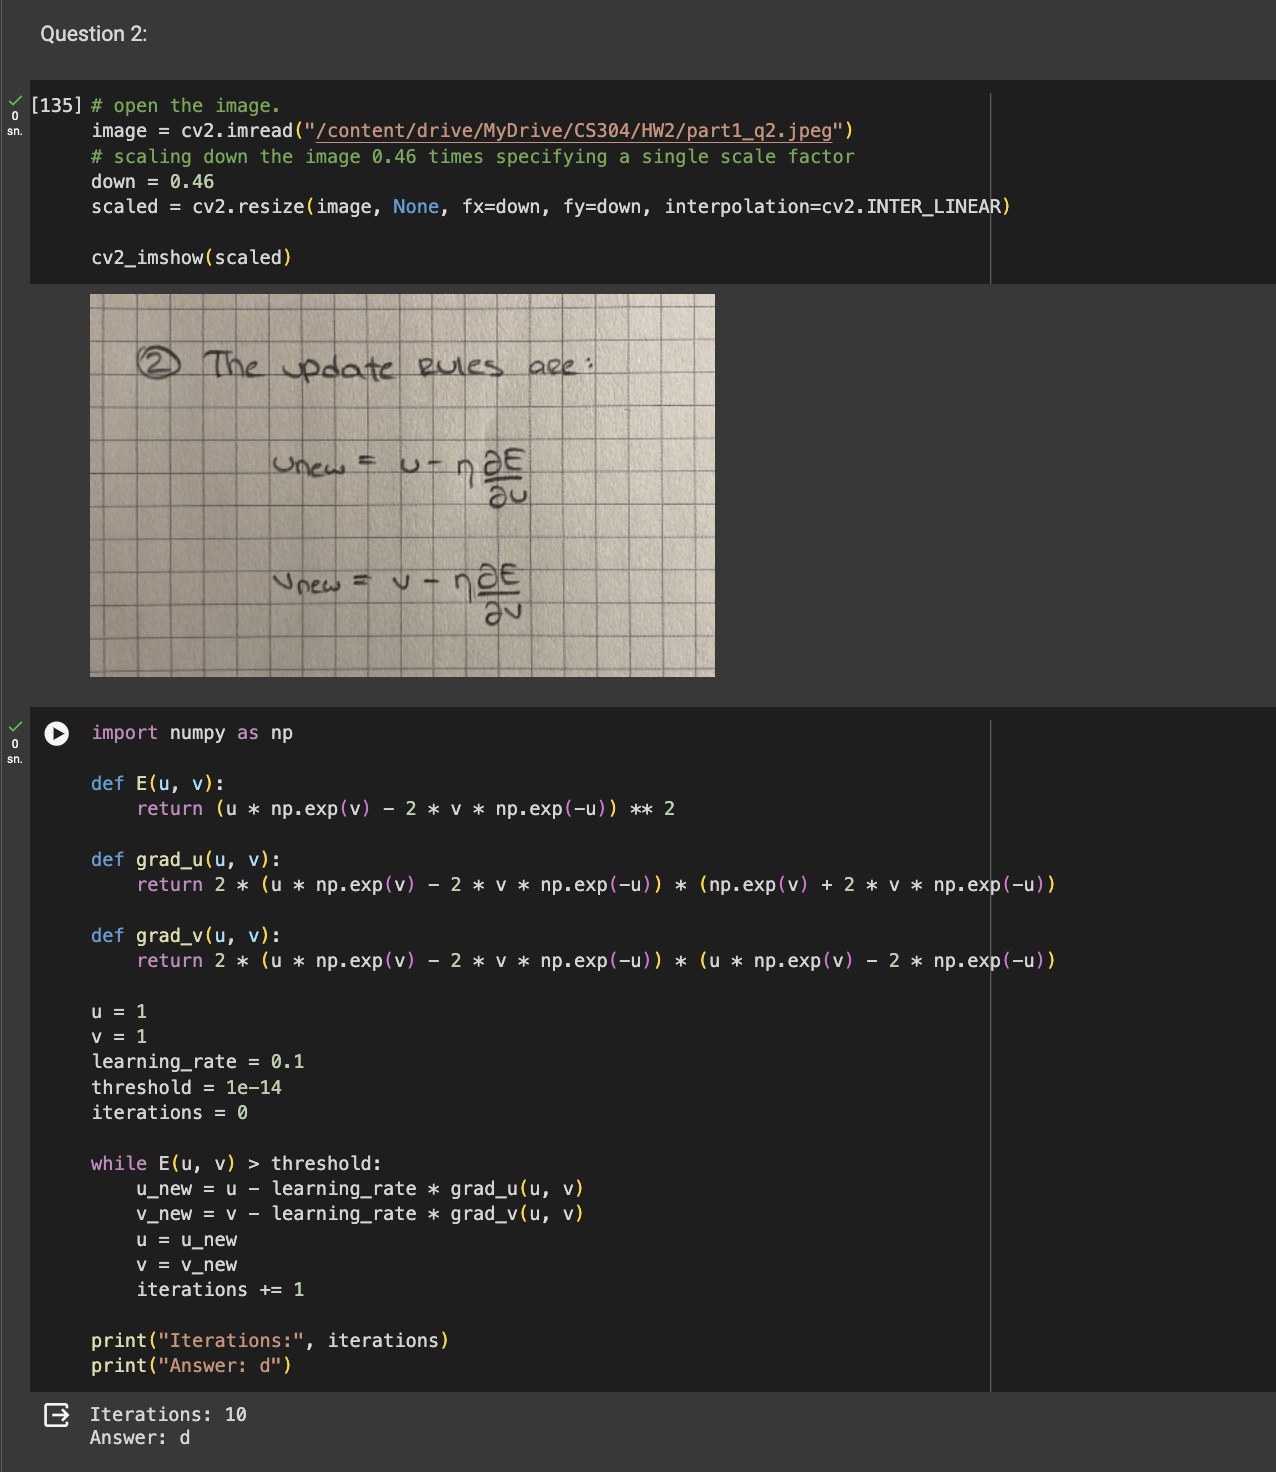 Question 2:
[135] # open the image.
0
sn.
image = cv2.imread("/content/drive/MyDrive/CS304/HW2/part1_q2.jpeg")
# scaling down the image 0.46 times specifying a single scale factor
down = 0.46
scaled = cv2.resize(image, None, fx=down, fy=down, interpolation=cv2.INTER_LINEAR)
cv2_imshow(scaled)
② The update Rules are:
unew = u - η ∂E/∂u
vnew = v - η ∂E/∂v
0
sn.
import numpy as np
def E(u, v):
    return (u * np.exp(v) - 2 * v * np.exp(-u)) ** 2
def grad_u(u, v):
    return 2 * (u * np.exp(v) - 2 * v * np.exp(-u)) * (np.exp(v) + 2 * v * np.exp(-u))
def grad_v(u, v):
    return 2 * (u * np.exp(v) - 2 * v * np.exp(-u)) * (u * np.exp(v) - 2 * np.exp(-u))
u = 1
v = 1
learning_rate = 0.1
threshold = 1e-14
iterations = 0
while E(u, v) > threshold:
    u_new = u - learning_rate * grad_u(u, v)
    v_new = v - learning_rate * grad_v(u, v)
    u = u_new
    v = v_new
    iterations += 1
print("Iterations:", iterations)
print("Answer: d")
Iterations: 10
Answer: d